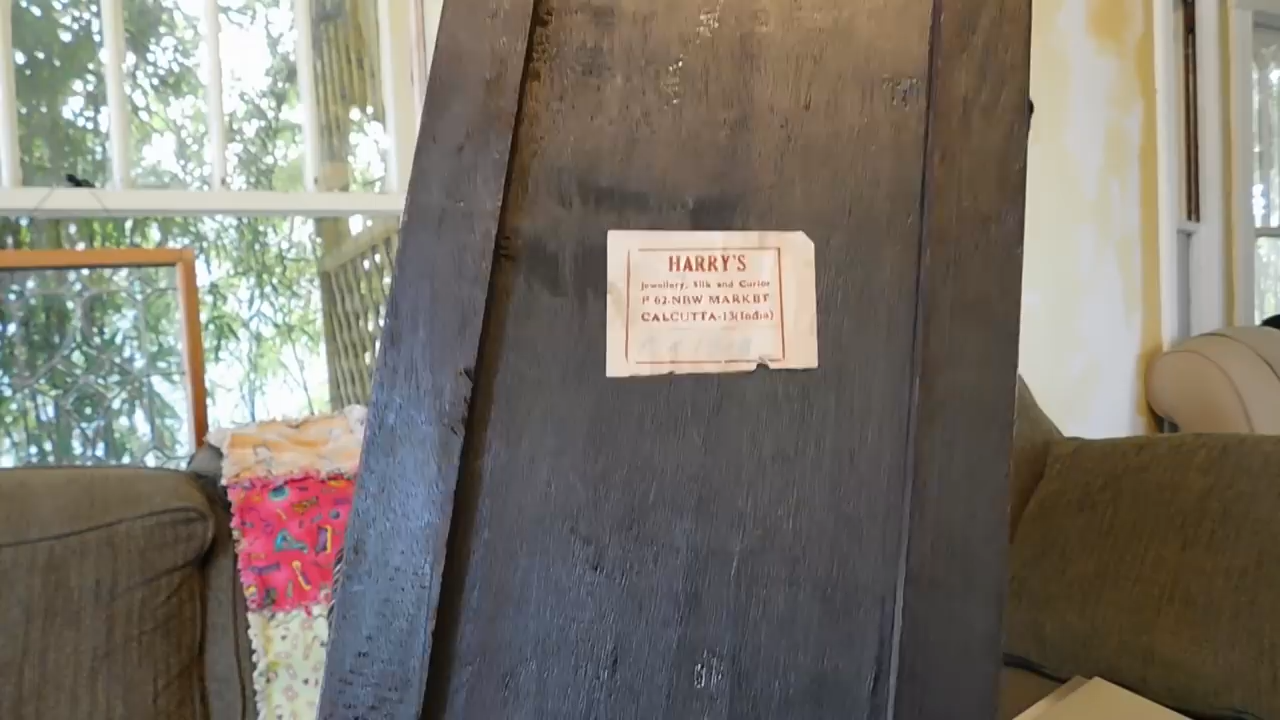 HARRY'S
Jewellery, Silk and Curios
P 62.NEW MARKET
CALCUTTA-13(India)